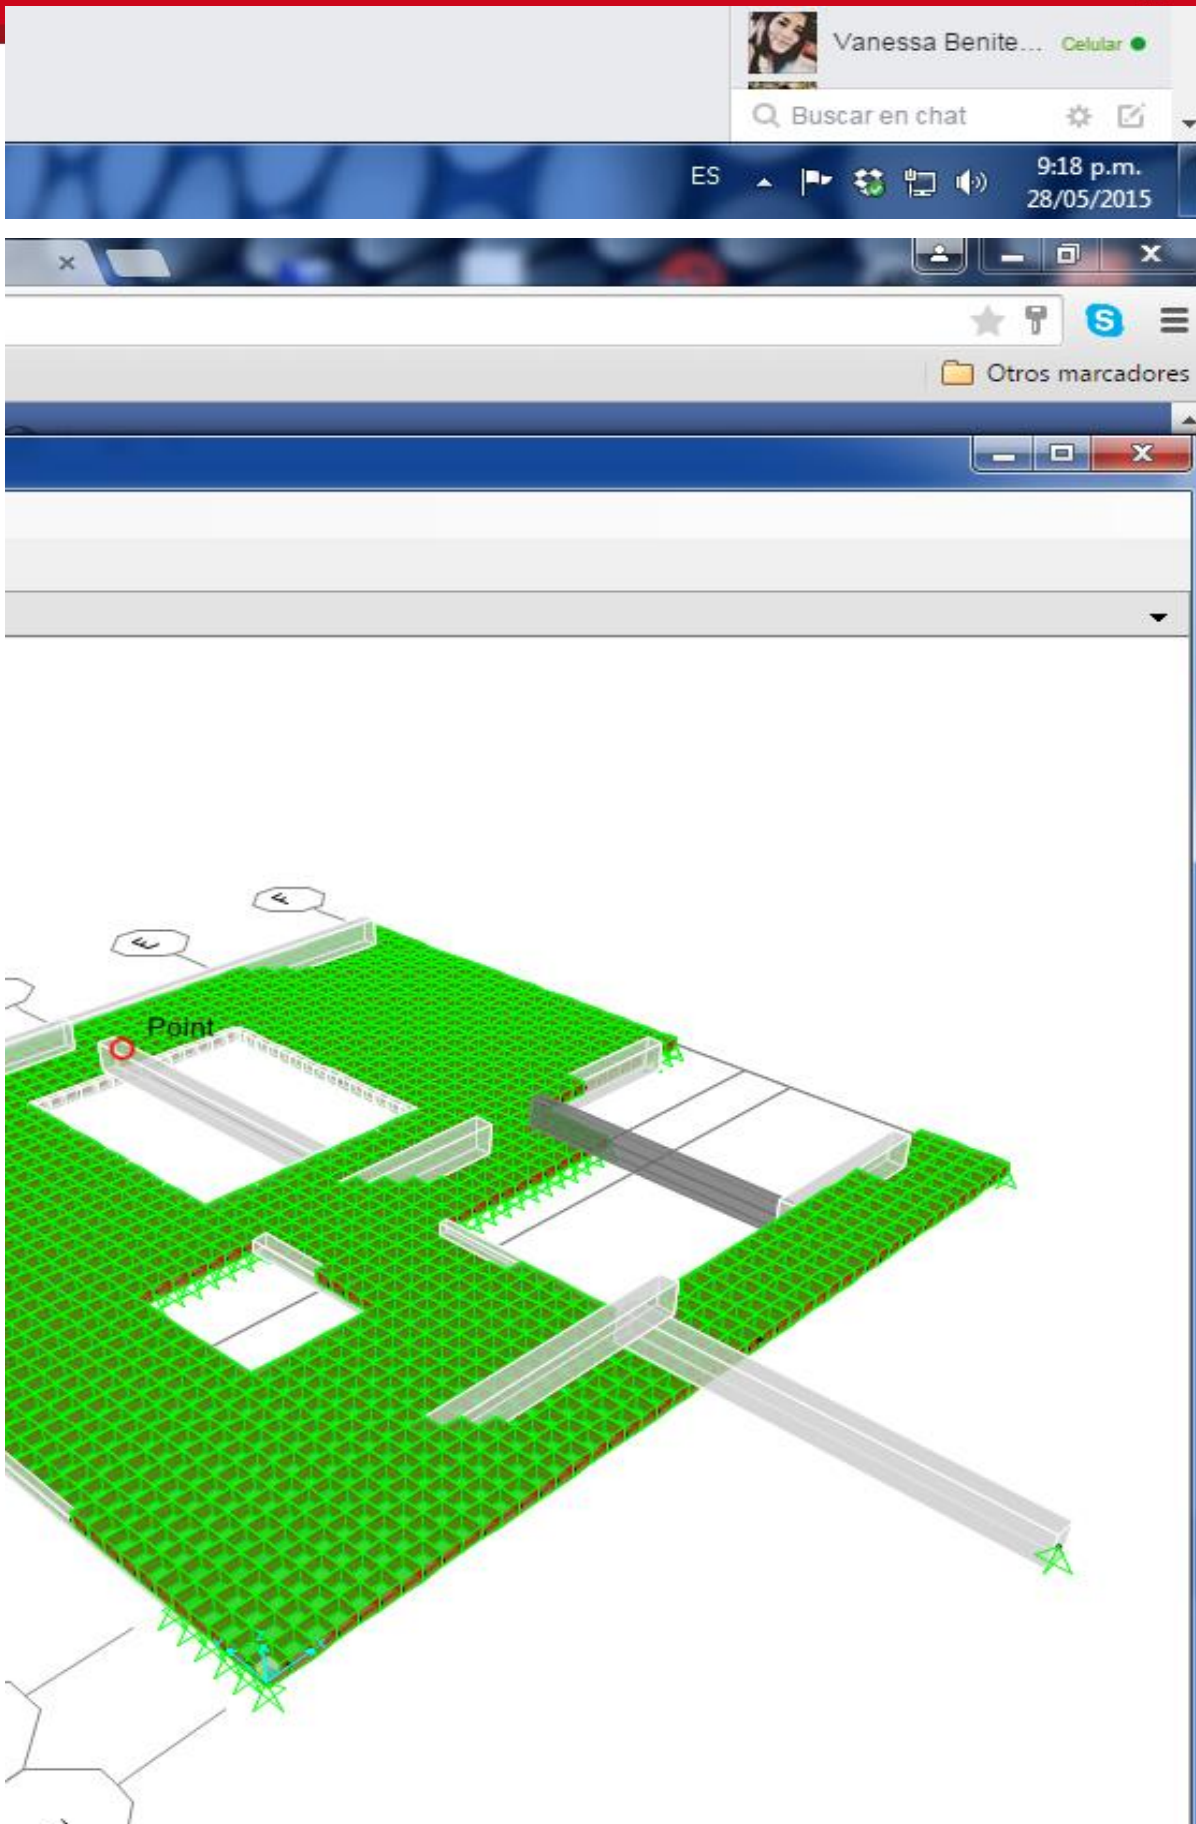 Vanessa Benite... Celular
Buscar en chat
ES
9:18 p.m.
28/05/2015
Otros marcadores
F
E
Point